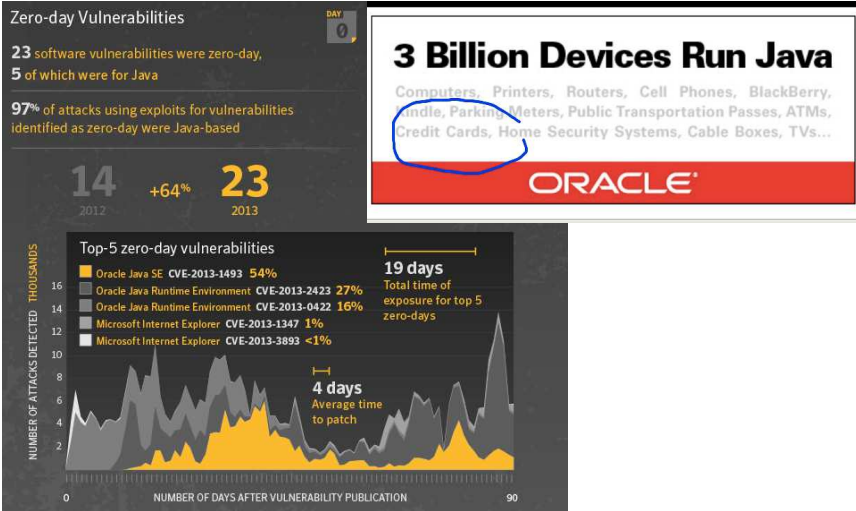 Zero-day Vulnerabilities
DAY
0
23 software vulnerabilities were zero-day,
5 of which were for Java
97% of attacks using exploits for vulnerabilities
identified as zero-day were Java-based
14
2012
+64%
23
2013
3 Billion Devices Run Java
Computers, Printers, Routers, Cell Phones, BlackBerry,
Kindle, Parking Meters, Public Transportation Passes, ATMs,
Credit Cards, Home Security Systems, Cable Boxes, TVs...
ORACLE®
Top-5 zero-day vulnerabilities
Oracle Java SE CVE-2013-1493 54%
Oracle Java Runtime Environment CVE-2013-2423 27%
Oracle Java Runtime Environment CVE-2013-0422 16%
Microsoft Internet Explorer CVE-2013-1347 1%
Microsoft Internet Explorer CVE-2013-3893 <1%
19 days
Total time of
exposure for top 5
zero-days
4 days
Average time
to patch
NUMBER OF ATTACKS DETECTED THOUSANDS
16
14
12
10
8
6
4
2
0
90
NUMBER OF DAYS AFTER VULNERABILITY PUBLICATION